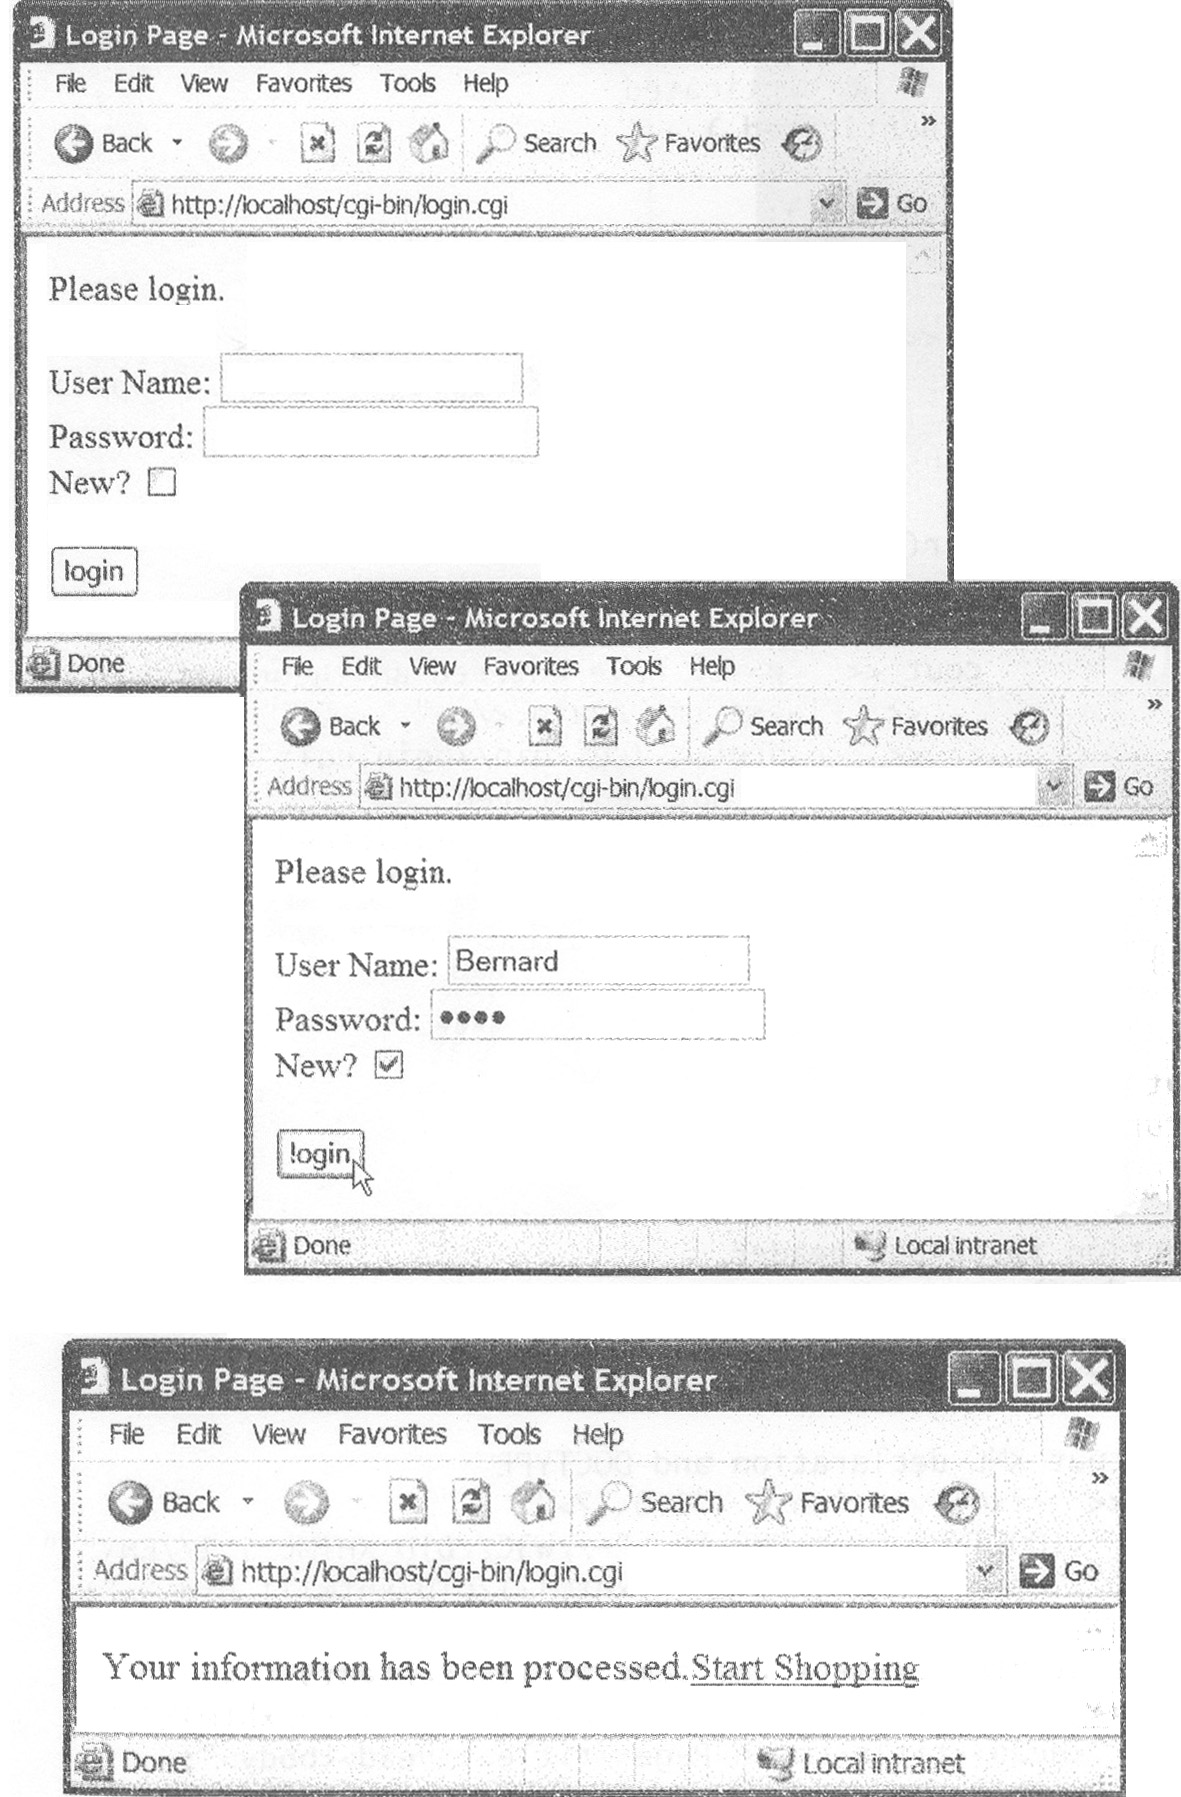 Login Page - Microsoft Internet Explorer
File Edit View Favorites Tools Help
Back Search Favorites »
Address http://localhost/cgi-bin/login.cgi Go
Please login.
User Name:
Password:
New?
login
Done
Login Page - Microsoft Internet Explorer
File Edit View Favorites Tools Help
Back Search Favorites »
Address http://localhost/cgi-bin/login.cgi Go
Please login.
User Name: Bernard
Password: ●●●●
New?
login
Done Local intranet
Login Page - Microsoft Internet Explorer
File Edit View Favorites Tools Help
Back Search Favorites »
Address http://localhost/cgi-bin/login.cgi Go
Your information has been processed.Start Shopping
Done Local intranet